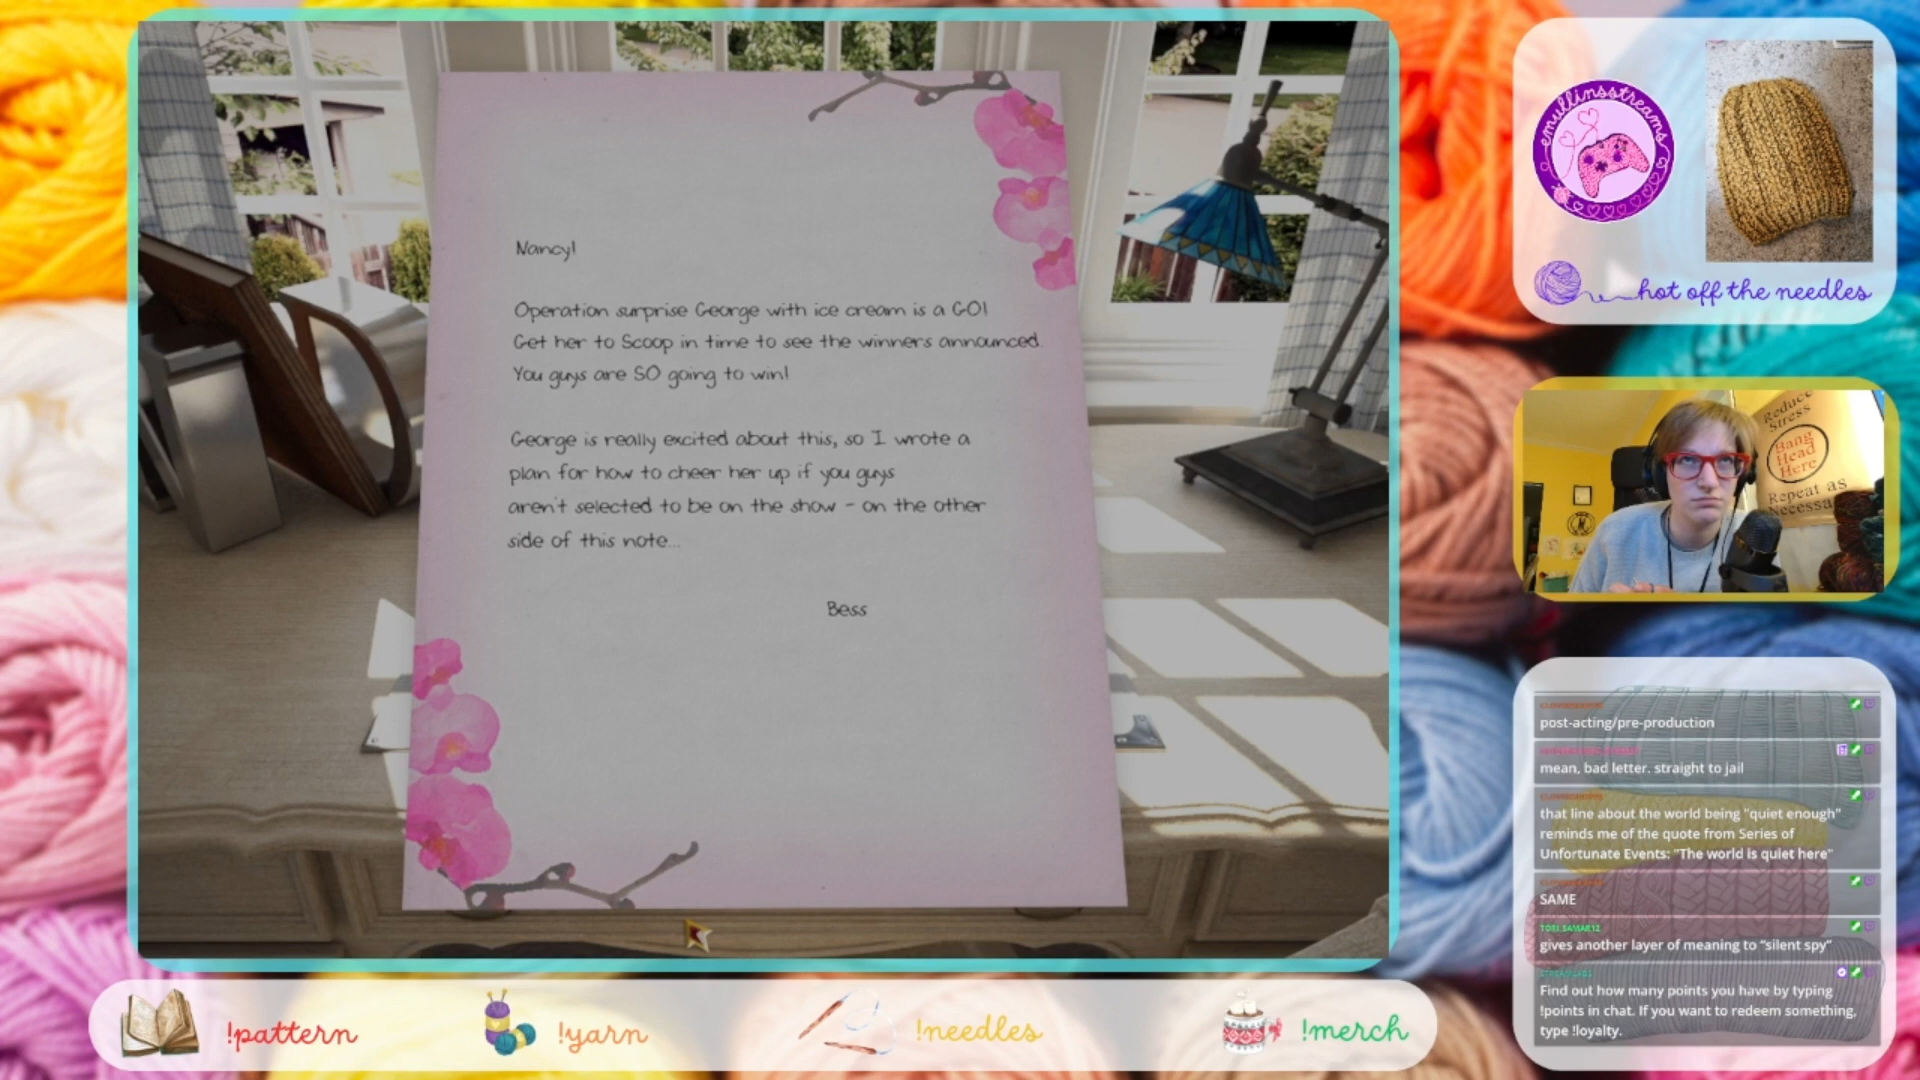 Nancy!
Operation surprise George with ice cream is a GO!
Get her to Scoop in time to see the winners announced.
You guys are SO going to win!
George is really excited about this, so I wrote a
plan for how to cheer her up if you guys
aren't selected to be on the show - on the other
side of this note...
Bess
emullinsstreams
hot off the needles
Reduce
Stress
Bang
Head
Here
Repeat as
post-acting/pre-production
mean, bad letter. straight to jail
that line about the world being "quiet enough"
reminds me of the quote from Series of
Unfortunate Events: "The world is quiet here"
SAME
gives another layer of meaning to "silent spy"
Find out how many points you have by typing
!points in chat. If you want to redeem something,
type !loyalty.
!pattern
!yarn
!needles
!merch